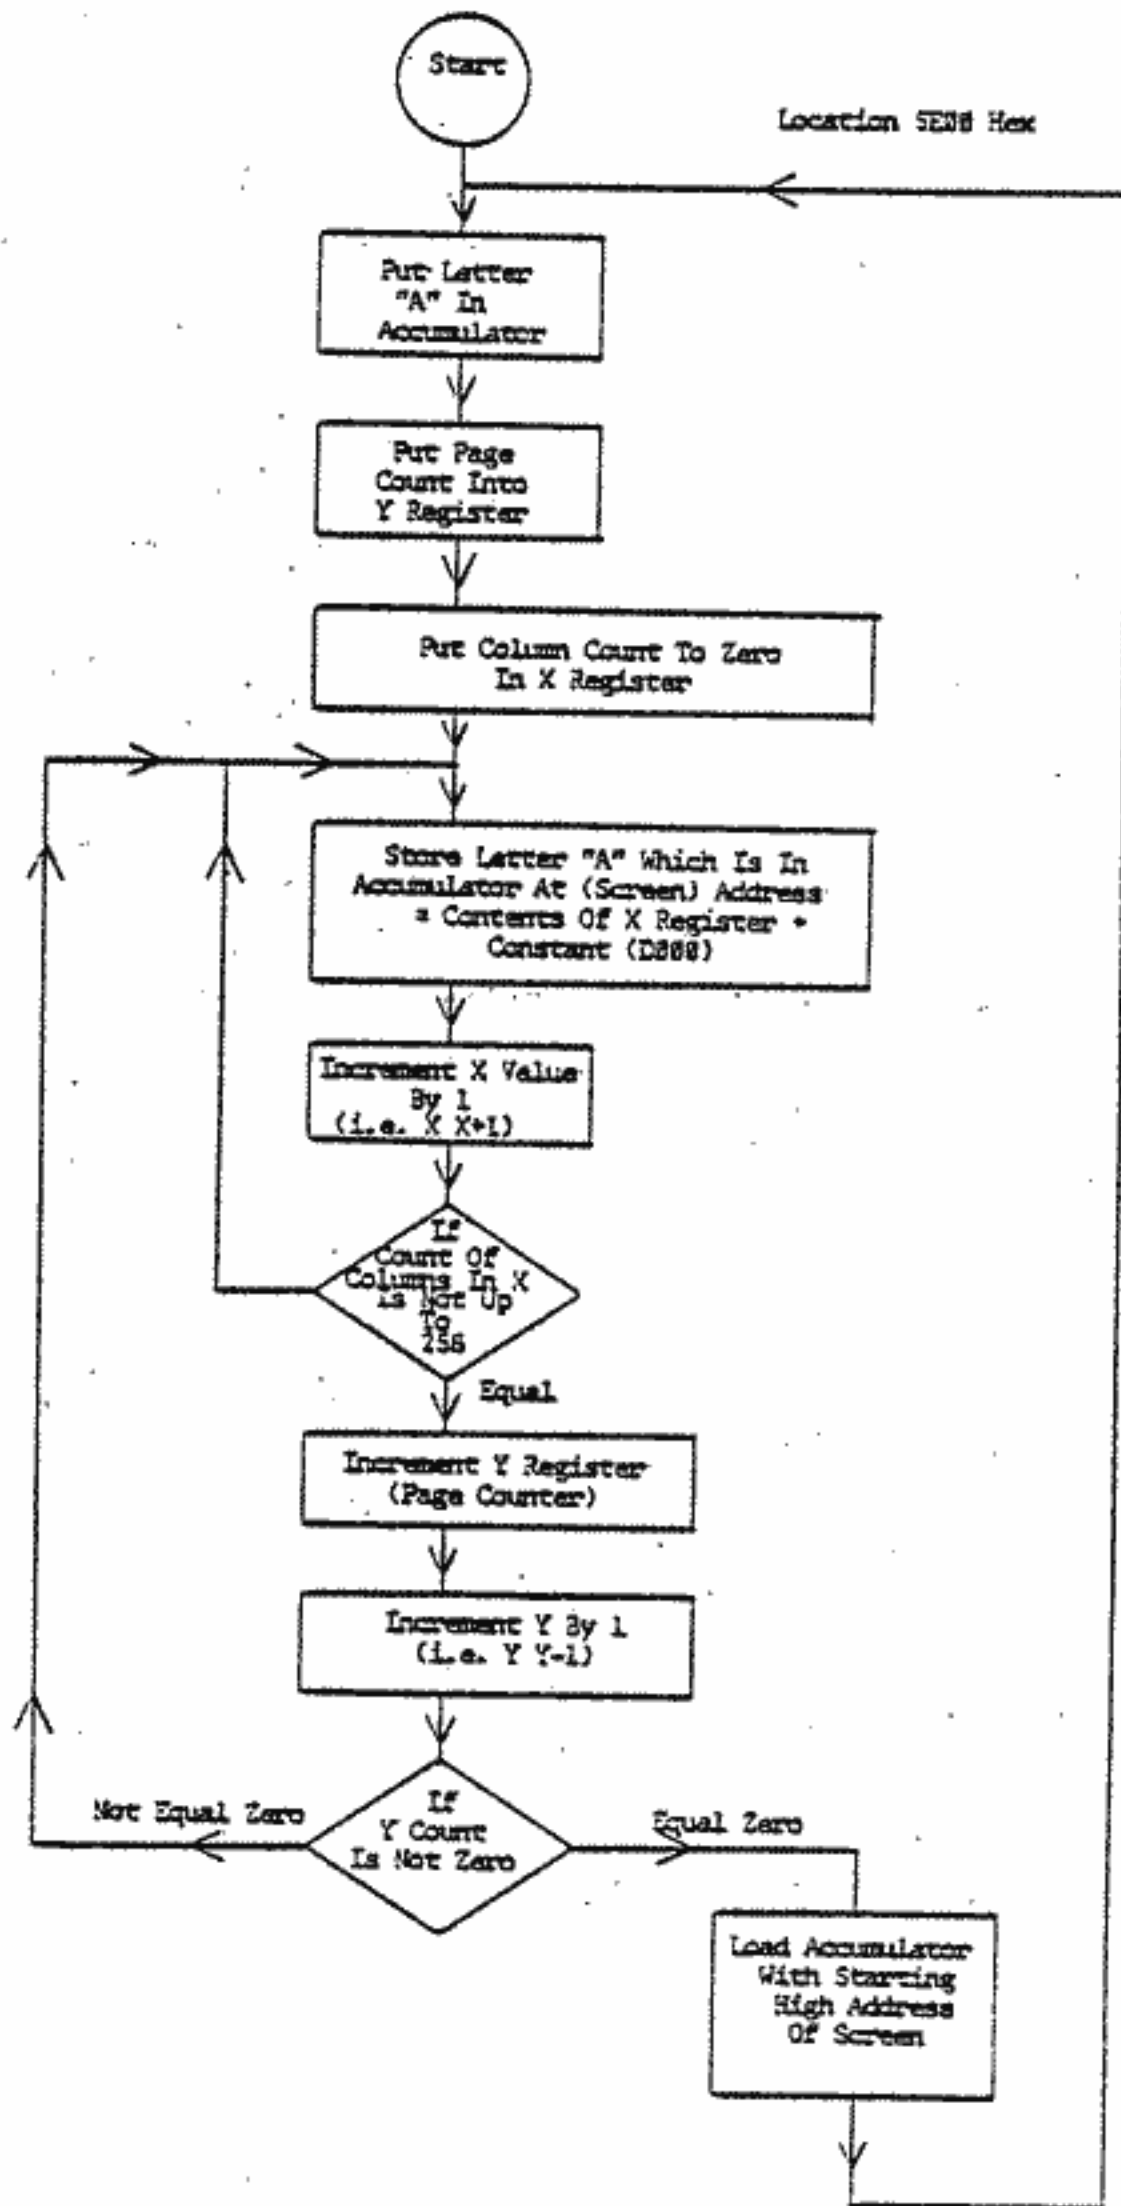 Start
Location 5E00 Hex
Put Letter
"A" In
Accumulator
Put Page
Count Into
Y Register
Put Column Count To Zero
In X Register
Store Letter "A" Which Is In
Accumulator At (Screen) Address
= Contents Of X Register +
Constant (D000)
Increment X Value
By 1
(i.e. X X+1)
If
Count Of
Columns In X
Is Not Up
To
256
Equal
Increment Y Register
(Page Counter)
Increment Y By 1
(i.e. Y Y-1)
If
Y Count
Is Not Zero
Not Equal Zero
Equal Zero
Load Accumulator
With Starting
High Address
Of Screen